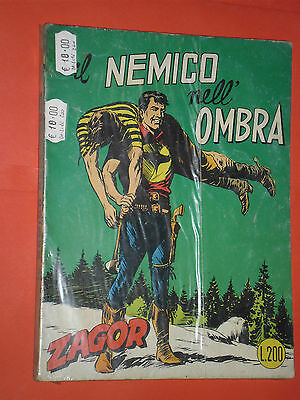 € 18.00
il NEMICO
nell'
OMBRA
€ 18.00
ZAGOR
L.200